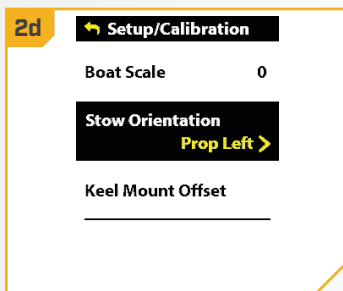 2d
Setup/Calibration
Boat Scale 0
Stow Orientation
Prop Left >
Keel Mount Offset